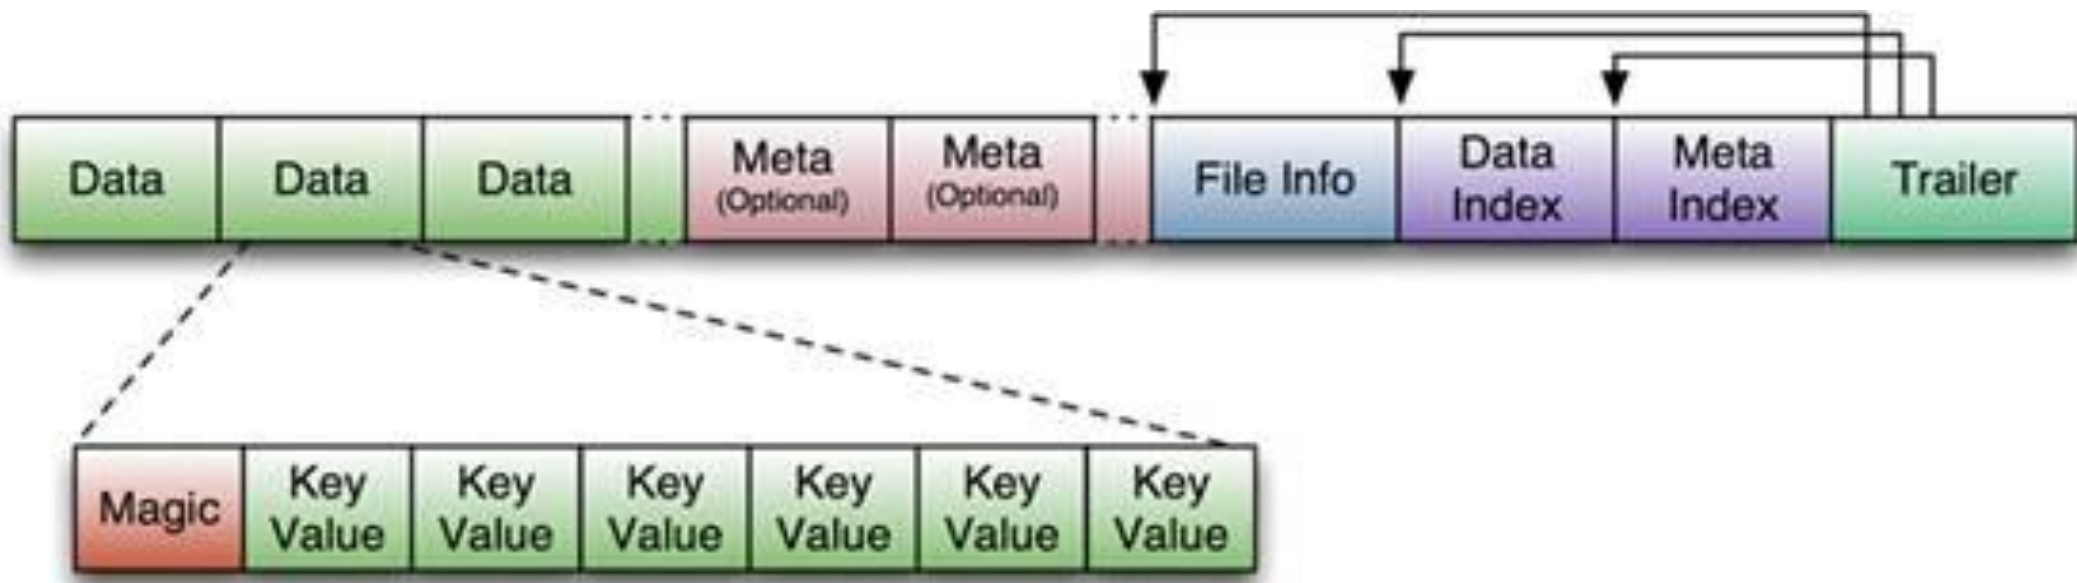 Data
Data
Data
Meta
(Optional)
Meta
(Optional)
File Info
Data
Index
Meta
Index
Trailer
Magic
Key
Value
Key
Value
Key
Value
Key
Value
Key
Value
Key
Value